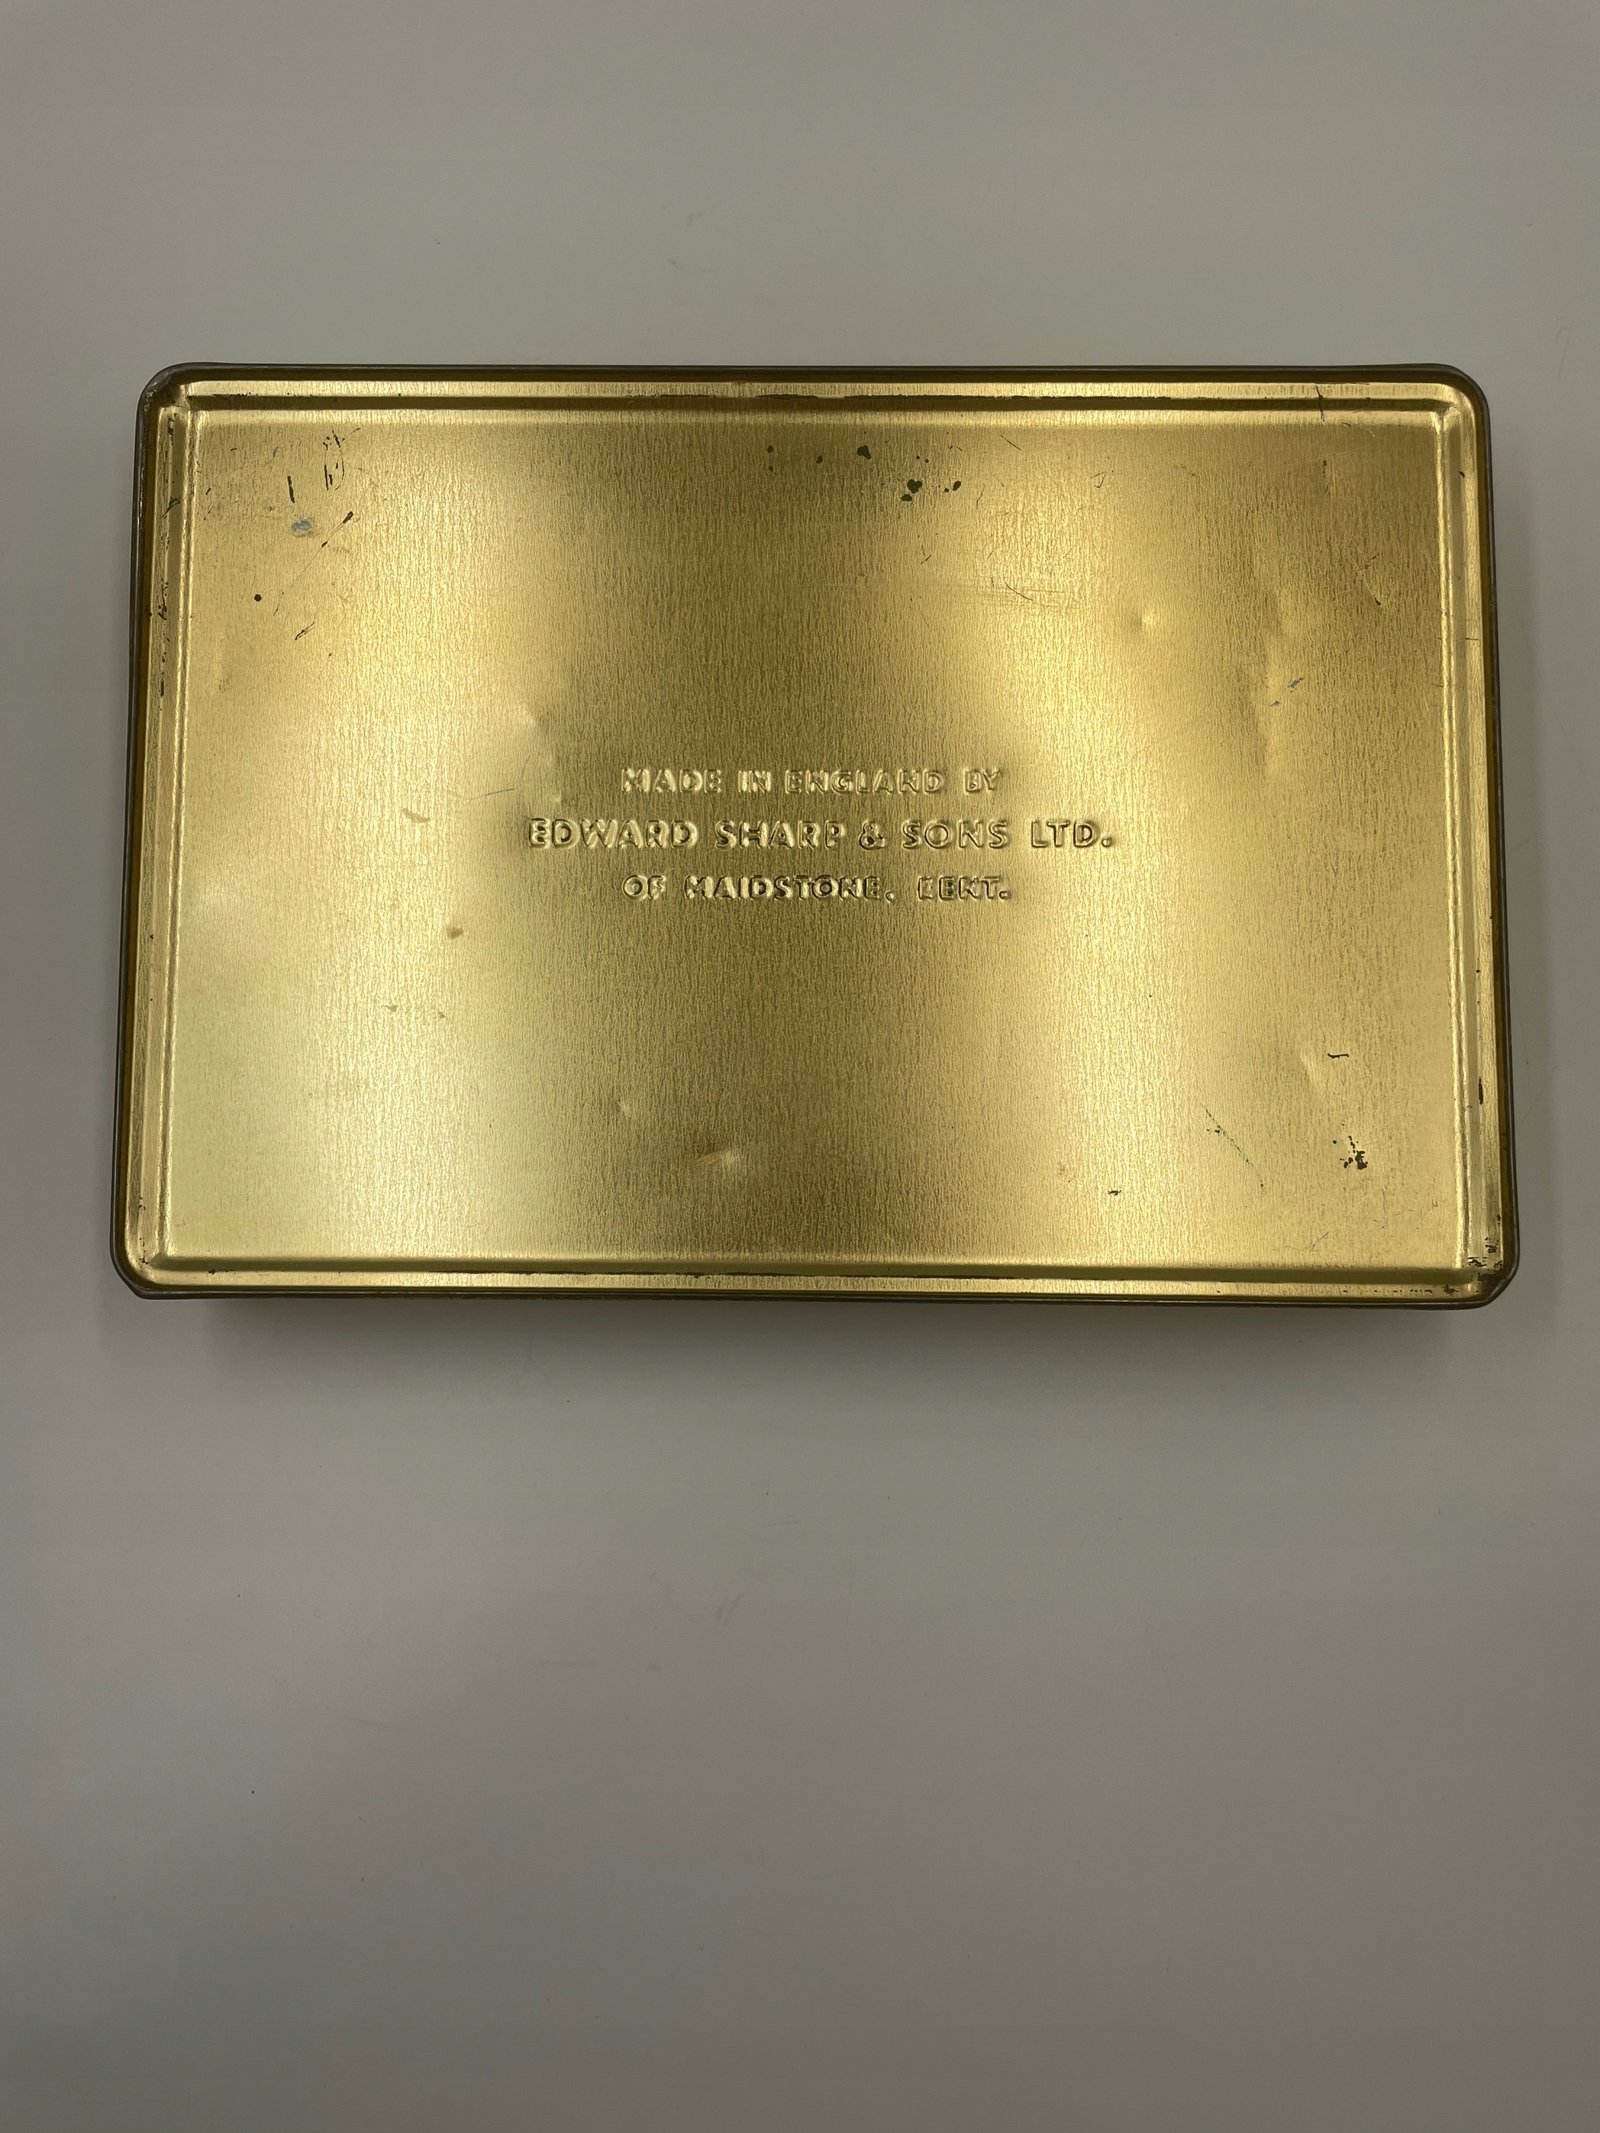 MADE IN ENGLAND BY
EDWARD SHARP & SONS LTD.
OF MAIDSTONE, KENT.